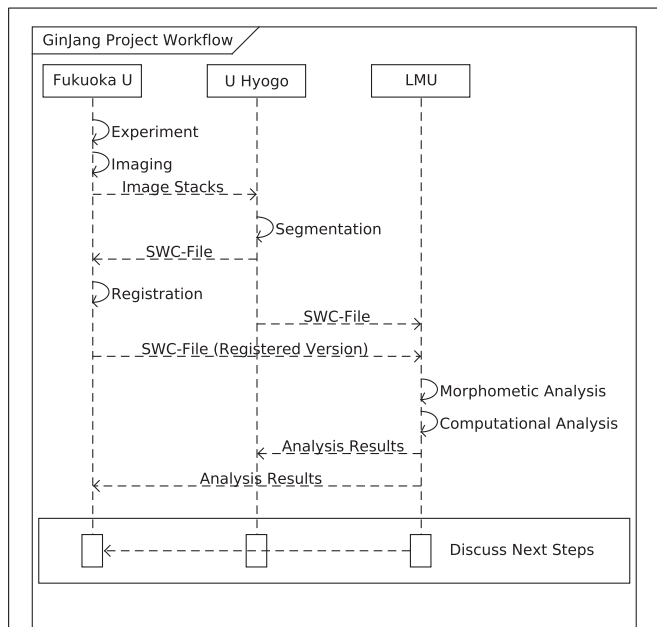 GinJang Project Workflow
Fukuoka U
U Hyogo
LMU
Experiment
Imaging
Image Stacks
Segmentation
SWC-File
Registration
SWC-File
SWC-File (Registered Version)
Morphometic Analysis
Computational Analysis
Analysis Results
Analysis Results
Discuss Next Steps